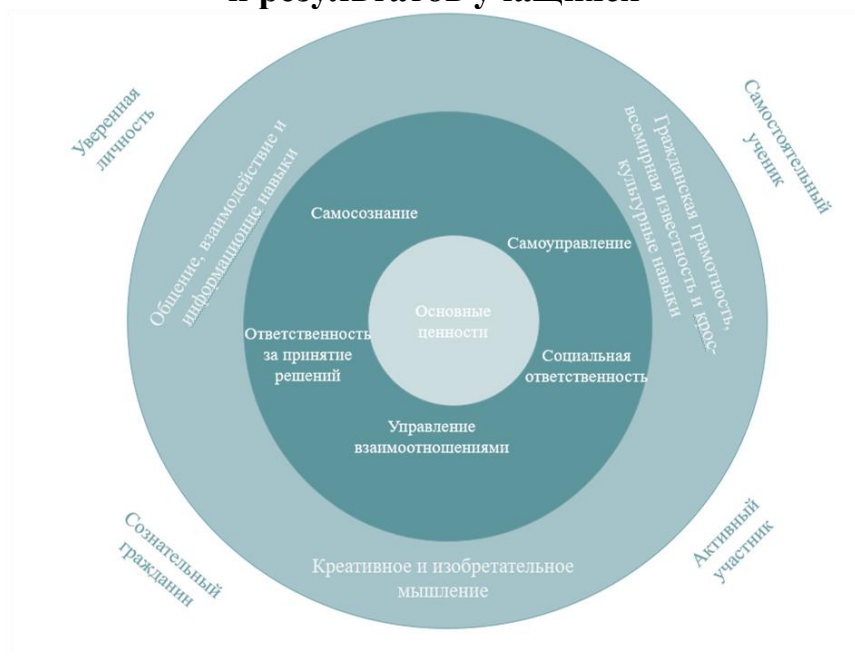 и результатов учащихся
Уверенная
личность
Самостоятельный
ученик
Общение, взаимодействие и
информационне навыки
Гражданская грамотность,
всемирная известность и крос-
культурные навыки
Самосознание
Самоуправление
Основные
ценности
Ответственность
за принятие
решений
Социальная
ответственность
Управление
взаимоотношениями
Креативное и изобретательное
мышление
Сознательный
гражданин
Активный
участник